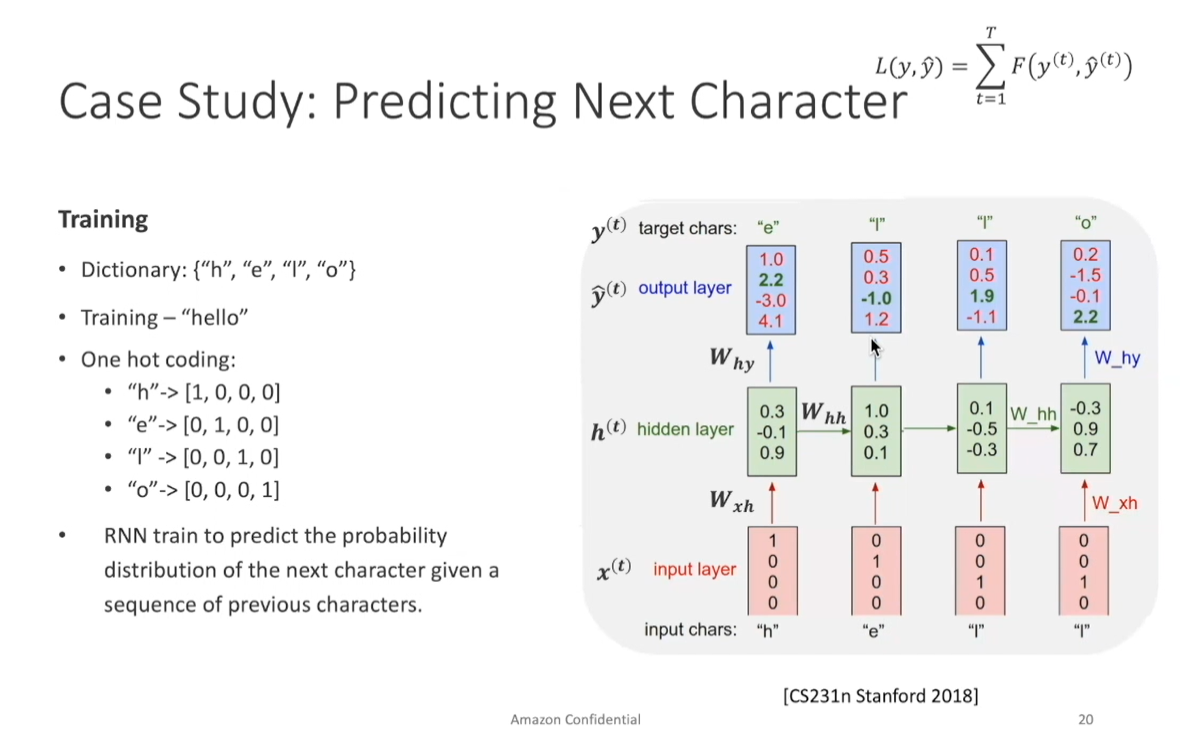 L(y, ŷ) = ∑_{t=1}^{T} F(y^{(t)}, ŷ^{(t)})
Case Study: Predicting Next Character
Training
• Dictionary: {“h”, “e”, “l”, “o”}
• Training – “hello”
• One hot coding:
• “h”-> [1, 0, 0, 0]
• “e”-> [0, 1, 0, 0]
• “l” -> [0, 0, 1, 0]
• “o”-> [0, 0, 0, 1]
• RNN train to predict the probability
distribution of the next character given a
sequence of previous characters.
y^{(t)} target chars: “e” “l” “l” “o”
1.0 0.5 0.1 0.2
2.2 0.3 0.5 -1.5
ŷ^{(t)} output layer
-3.0 -1.0 1.9 -0.1
4.1 1.2 -1.1 2.2
W_{hy} W_hy
0.3 W_{hh} 1.0 0.1 W_hh -0.3
h^{(t)} hidden layer -0.1 0.3 -0.5 0.9
0.9 0.1 -0.3 0.7
W_{xh} W_xh
1 0 0 0
0 1 0 0
x^{(t)} input layer
0 0 1 1
0 0 0 0
input chars: “h” “e” “l” “l”
[CS231n Stanford 2018]
Amazon Confidential 20